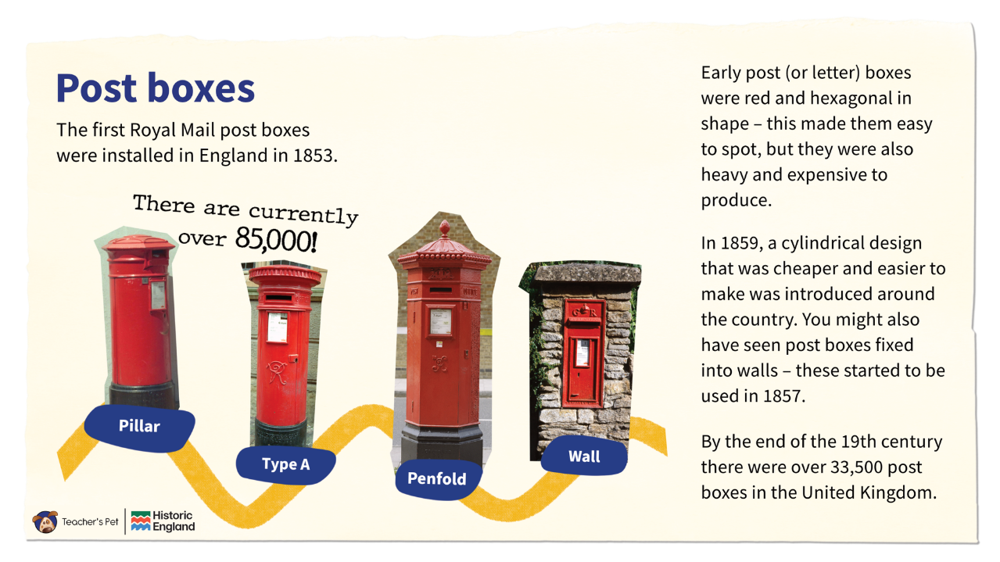 Post boxes
The first Royal Mail post boxes
were installed in England in 1853.
There are currently
over 85,000!
Pillar
Type A
Penfold
Wall
G R
Early post (or letter) boxes
were red and hexagonal in
shape – this made them easy
to spot, but they were also
heavy and expensive to
produce.
In 1859, a cylindrical design
that was cheaper and easier to
make was introduced around
the country. You might also
have seen post boxes fixed
into walls – these started to be
used in 1857.
By the end of the 19th century
there were over 33,500 post
boxes in the United Kingdom.
Teacher's Pet
Historic
England